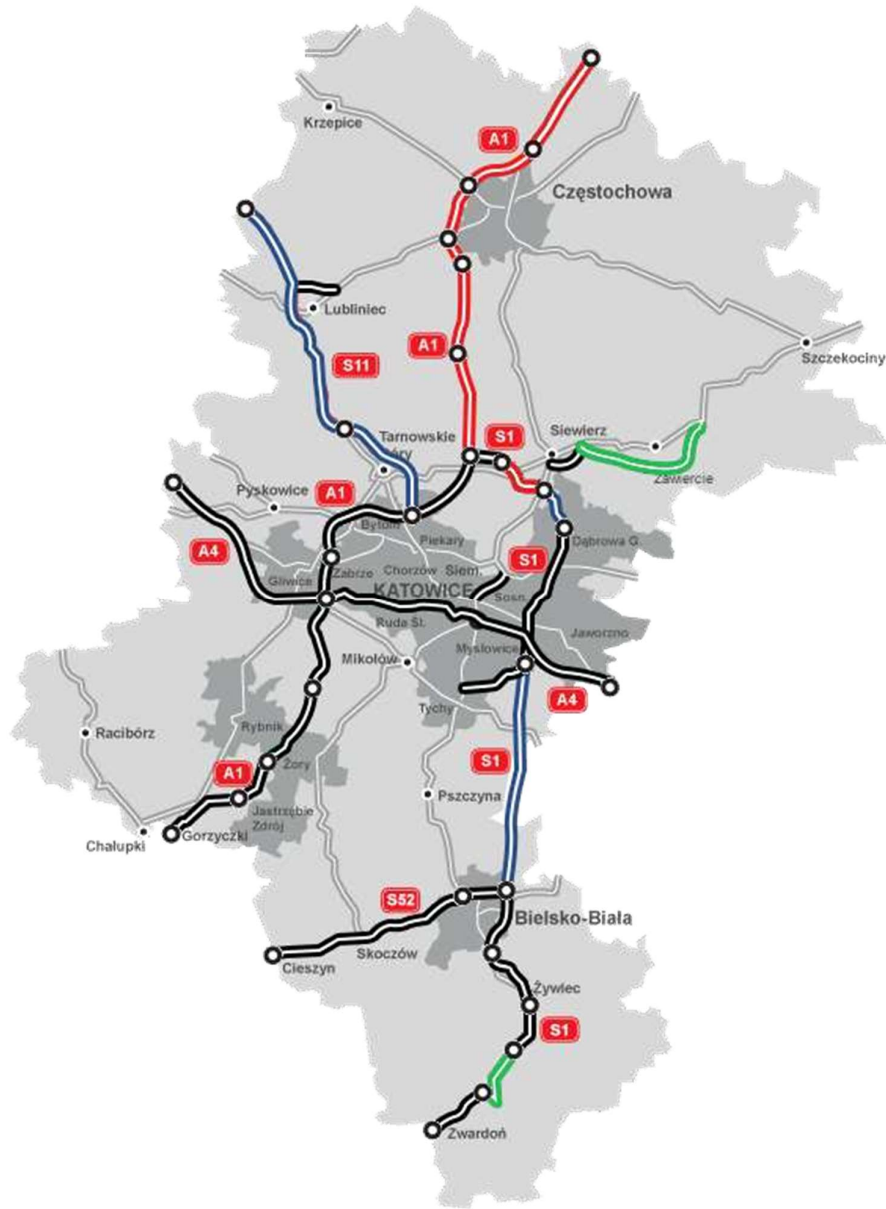 Krzepice
A1
Częstochowa
Lubliniec
A1
Szczekociny
S11
Tarnowskie
Siewierz
S1
óry
Zawiercie
Pyskowice
A1
Bytom
Piekary
Dąbrowa G.
A4
S1
Chorzów
Siem.
Zabrze
Gliwice
KATOWICE
Sosn.
Ruda Śl.
Jaworzno
Mysłowice
Mikołów
A4
Tychy
Rybnik
Racibórz
S1
Żory
A1
Pszczyna
Jastrzębie
Zdrój
Gorzyczki
Chałupki
S52
Bielsko-Biała
Skoczów
Cieszyn
Żywiec
S1
Zwardoń